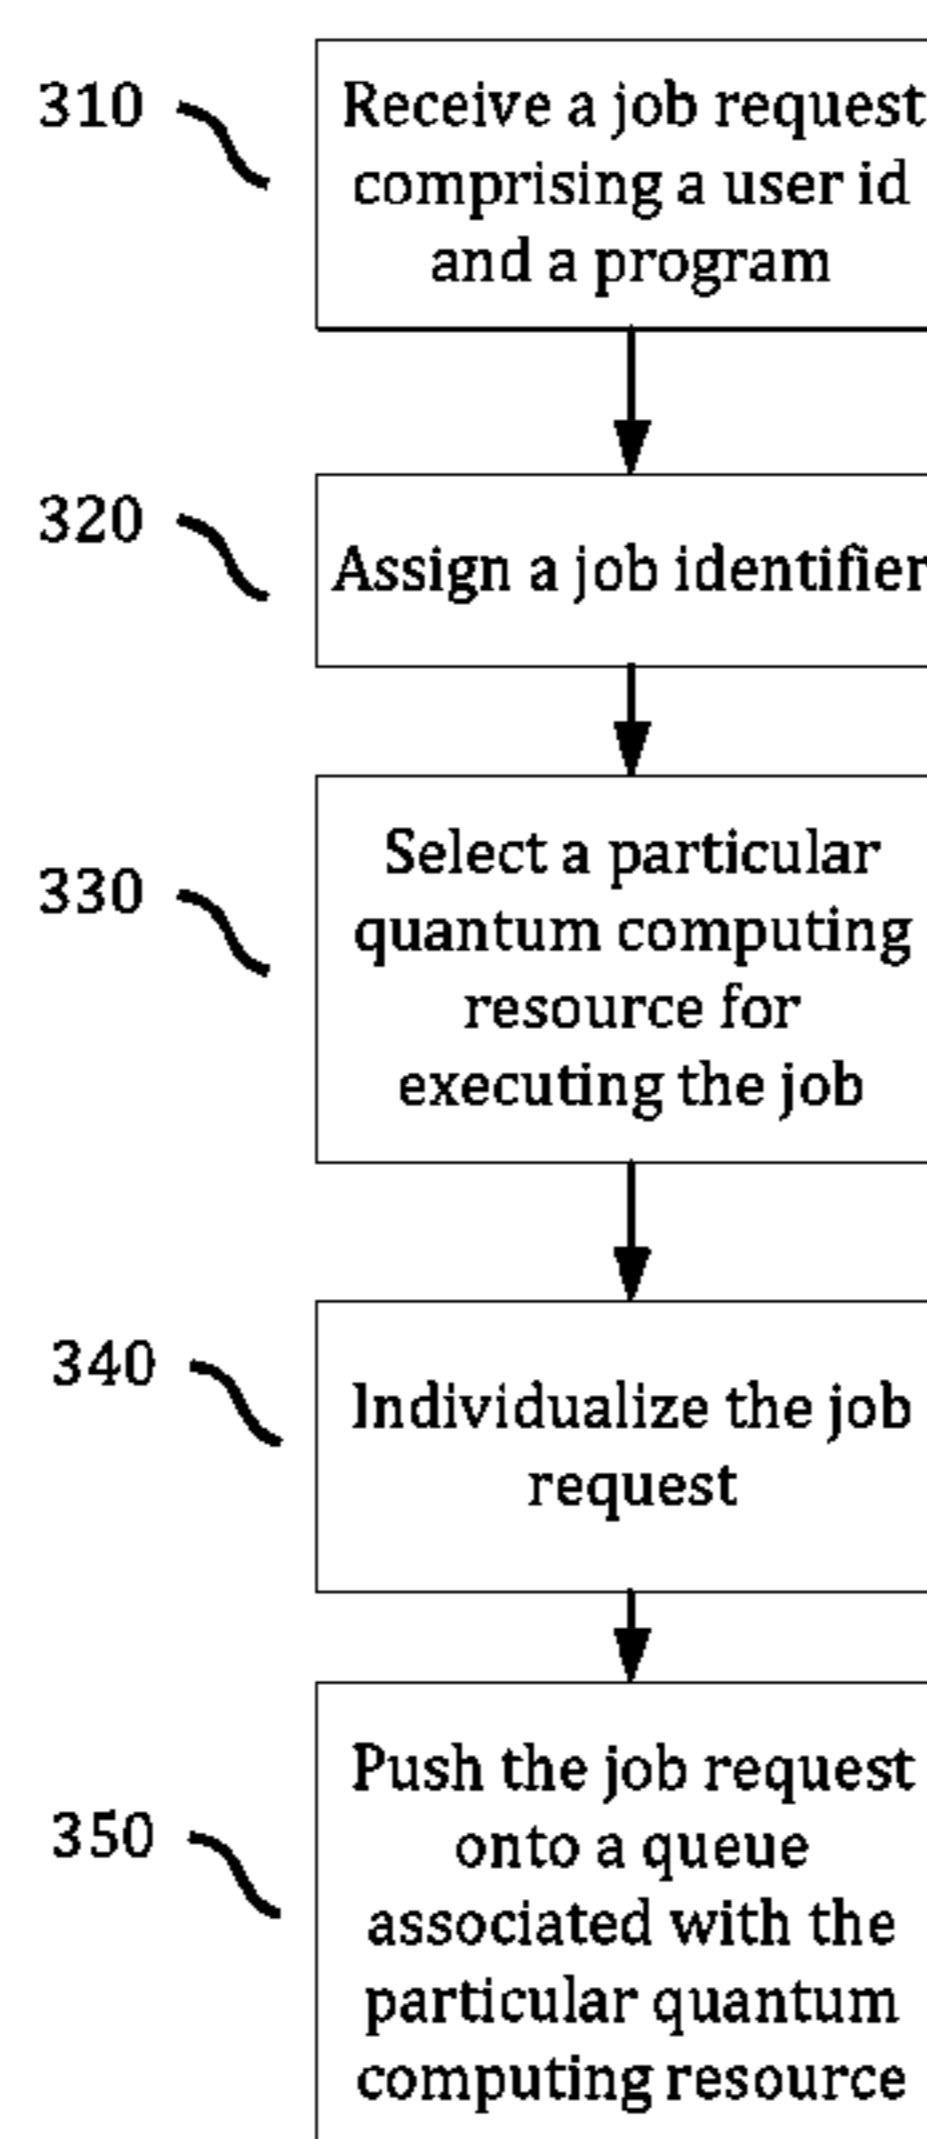 310
Receive a job request
comprising a user id
and a program
320
Assign a job identifier
330
Select a particular
quantum computing
resource for
executing the job
340
Individualize the job
request
350
Push the job request
onto a queue
associated with the
particular quantum
computing resource